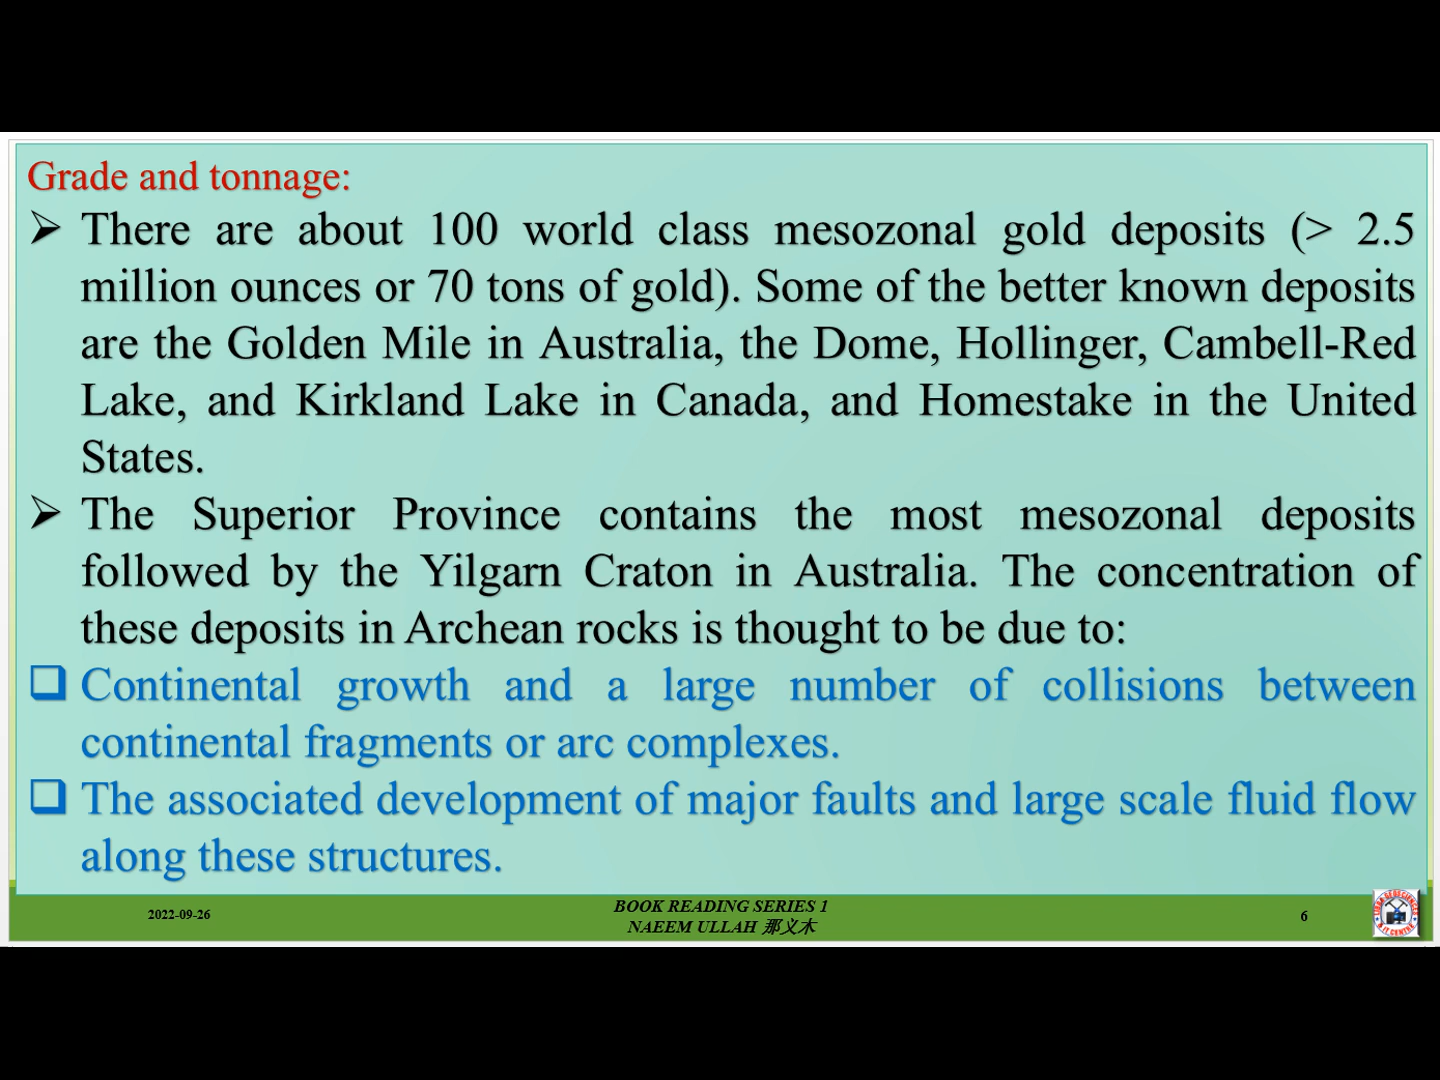 Grade and tonnage:
➢ There are about 100 world class mesozonal gold deposits (> 2.5
million ounces or 70 tons of gold). Some of the better known deposits
are the Golden Mile in Australia, the Dome, Hollinger, Cambell-Red
Lake, and Kirkland Lake in Canada, and Homestake in the United
States.
➢ The Superior Province contains the most mesozonal deposits
followed by the Yilgarn Craton in Australia. The concentration of
these deposits in Archean rocks is thought to be due to:
❑ Continental growth and a large number of collisions between
continental fragments or arc complexes.
❑ The associated development of major faults and large scale fluid flow
along these structures.
2022-09-26
BOOK READING SERIES 1
NAEEM ULLAH 那义木
6